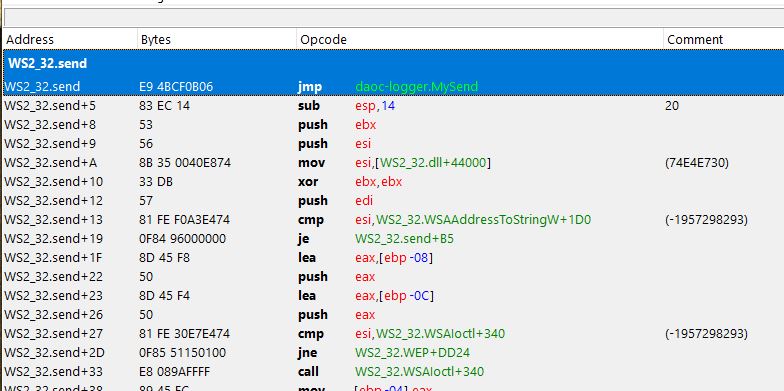 Address Bytes Opcode Comment
WS2_32.send
WS2_32.send E9 4BCF0B06 jmp daoc-logger.MySend
WS2_32.send+5 83 EC 14 sub esp,14 20
WS2_32.send+8 53 push ebx
WS2_32.send+9 56 push esi
WS2_32.send+A 8B 35 0040E874 mov esi,[WS2_32.dll+44000] (74E4E730)
WS2_32.send+10 33 DB xor ebx,ebx
WS2_32.send+12 57 push edi
WS2_32.send+13 81 FE F0A3E474 cmp esi,WS2_32.WSAAddressToStringW+1D0 (-1957298293)
WS2_32.send+19 0F84 96000000 je WS2_32.send+B5
WS2_32.send+1F 8D 45 F8 lea eax,[ebp-08]
WS2_32.send+22 50 push eax
WS2_32.send+23 8D 45 F4 lea eax,[ebp-0C]
WS2_32.send+26 50 push eax
WS2_32.send+27 81 FE 30E7E474 cmp esi,WS2_32.WSAIoctl+340 (-1957298293)
WS2_32.send+2D 0F85 51150100 jne WS2_32.WEP+DD24
WS2_32.send+33 E8 089AFFFF call WS2_32.WSAIoctl+340
WS2_32.send+38 89 45 FC mov [ebp-04],eax